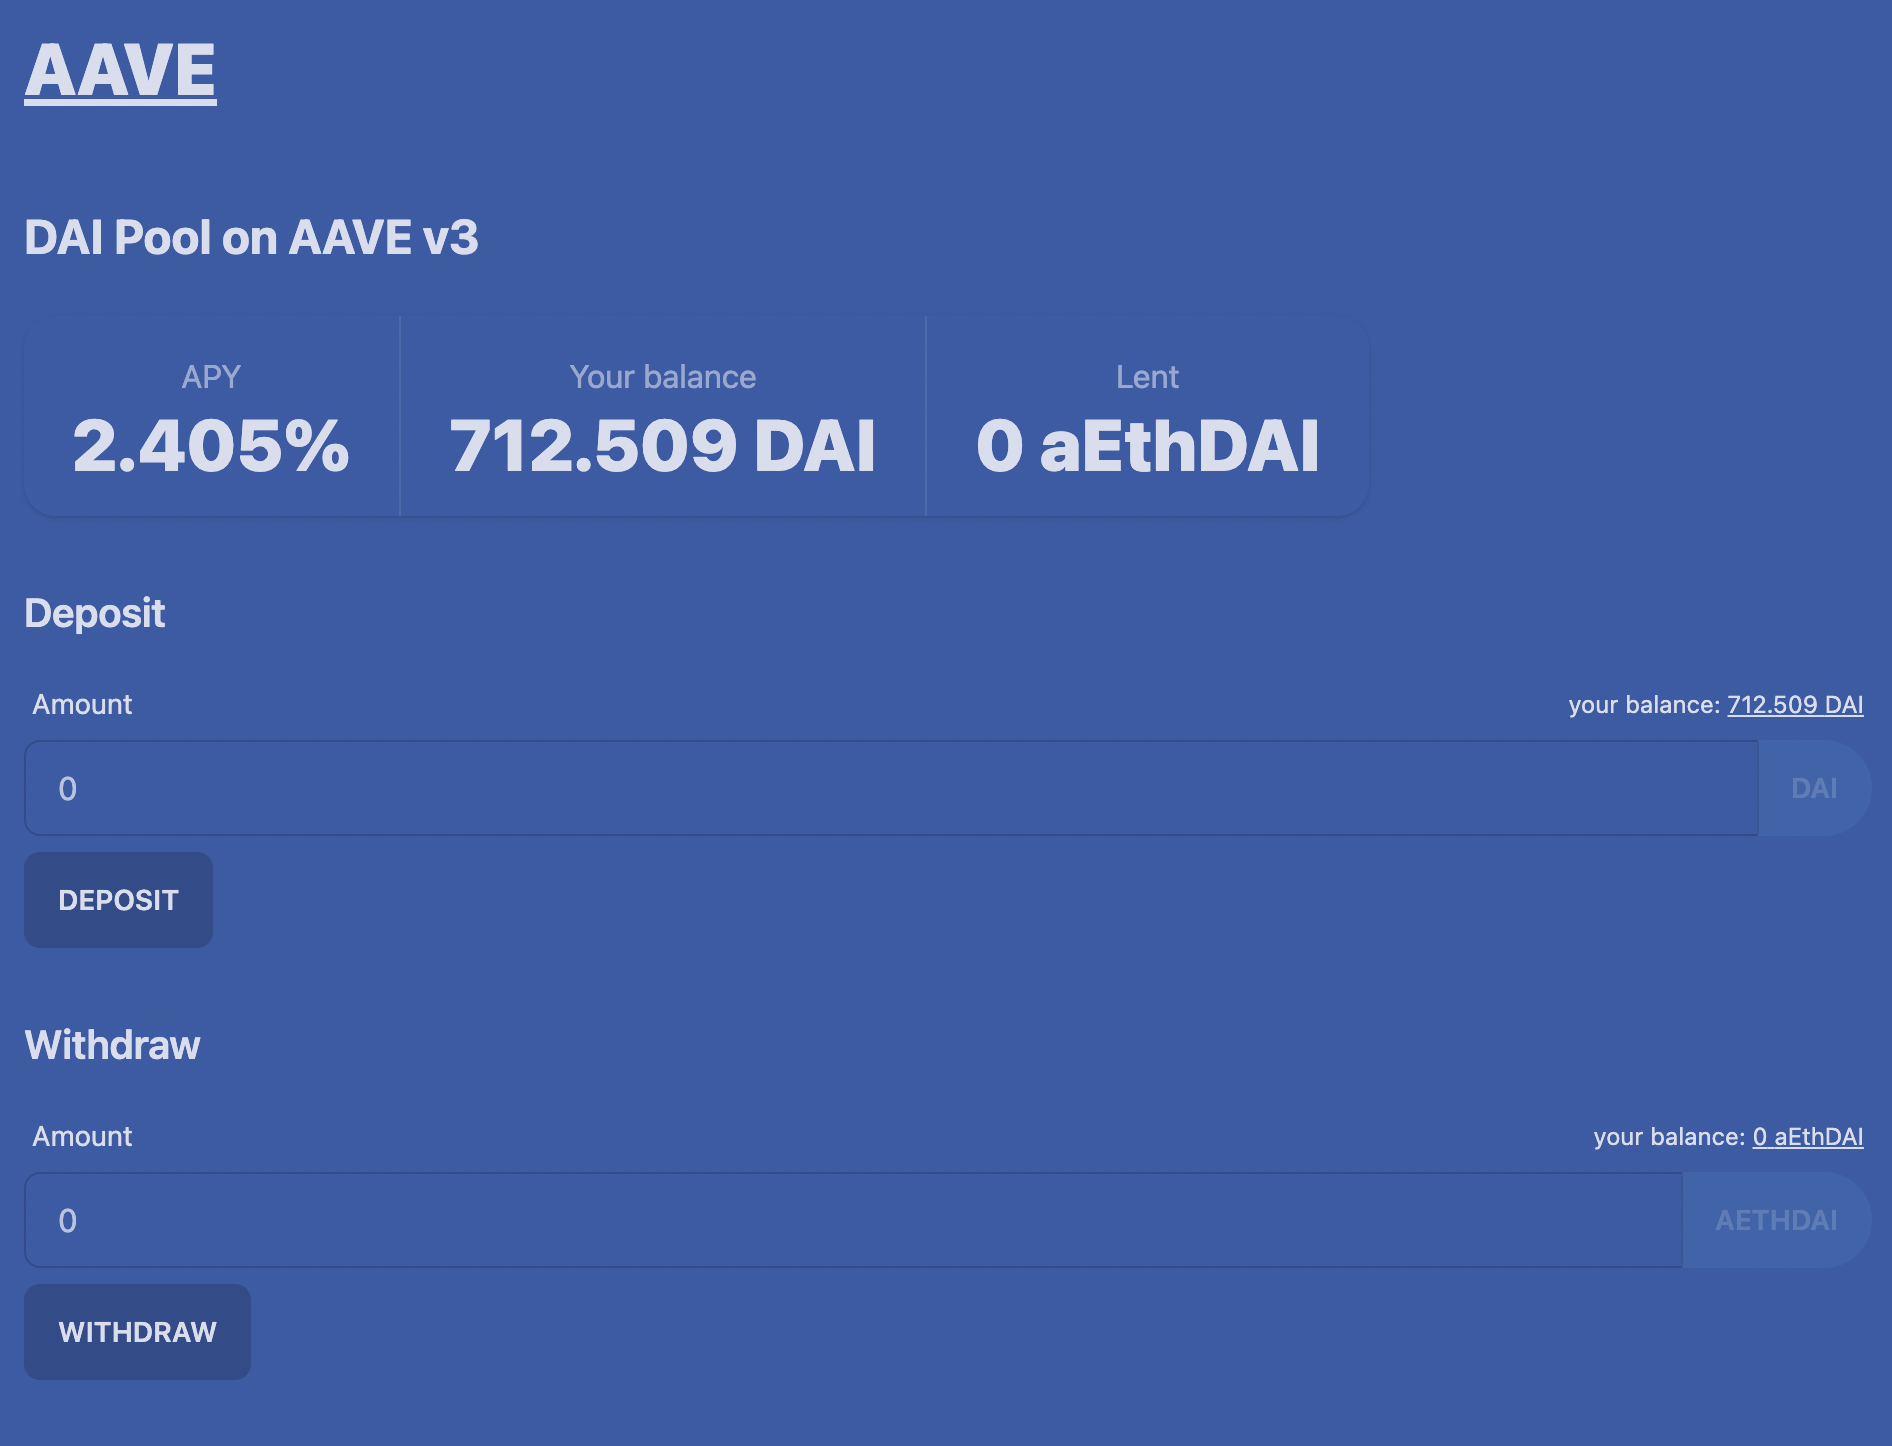 AAVE
DAI Pool on AAVE v3
APY
2.405%
Your balance
712.509 DAI
Lent
0 aEthDAI
Deposit
Amount
your balance: 712.509 DAI
0
DAI
DEPOSIT
Withdraw
Amount
your balance: 0 aEthDAI
0
AETHDAI
WITHDRAW